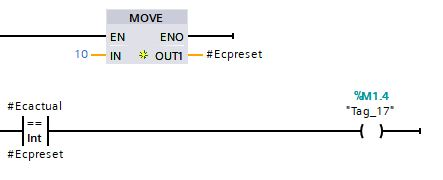 MOVE
EN ENO
10 IN OUT1 #Ecpreset
#Ecactual
%M1.4
"Tag_17"
==
Int
#Ecpreset